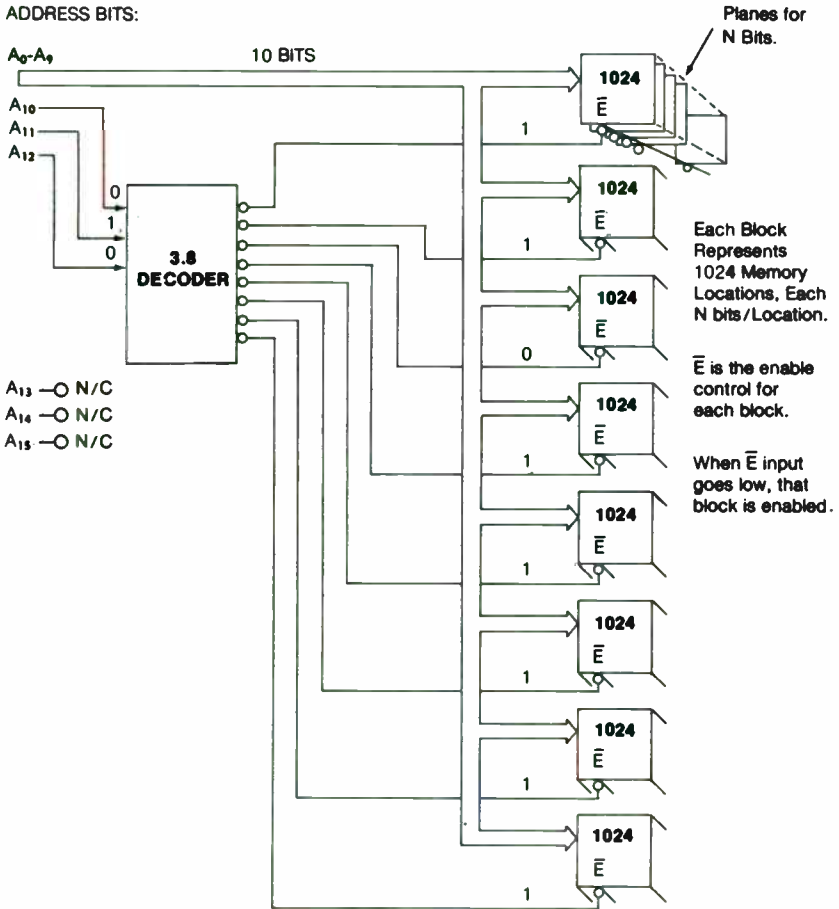 ADDRESS BITS:
A₀-A₉
10 BITS
A₁₀
A₁₁
A₁₂
0
1
0
3.8
DECODER
A₁₃ N/C
A₁₄ N/C
A₁₅ N/C
Planes for
N Bits.
1024
E̅
1
1024
E̅
1
1024
E̅
0
1024
E̅
1
1024
E̅
1
1024
E̅
1
1024
E̅
1
1024
E̅
1
Each Block
Represents
1024 Memory
Locations, Each
N bits/Location.
E̅ is the enable
control for
each block.
When E̅ input
goes low, that
block is enabled.